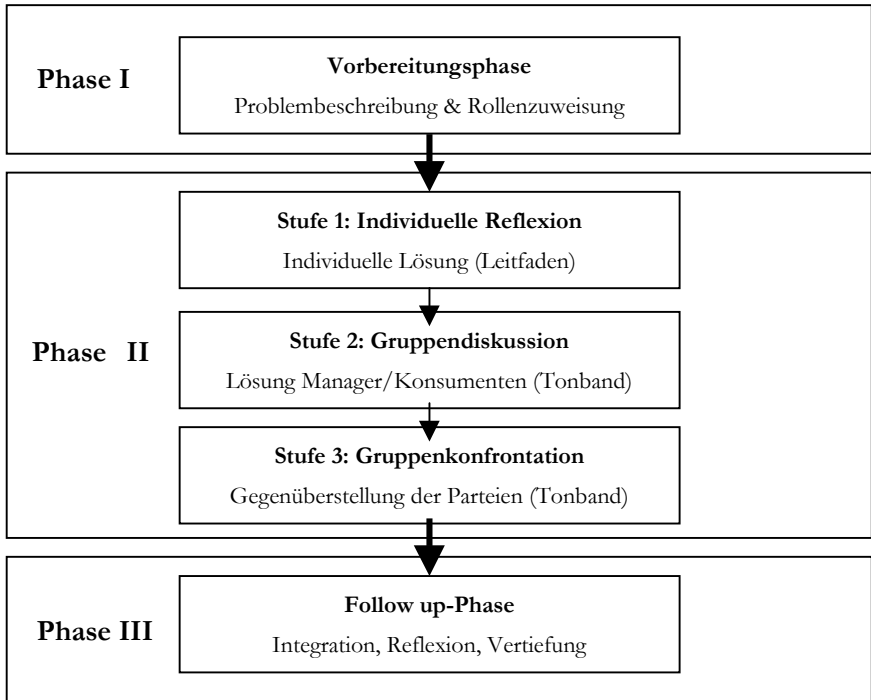 Phase I
Vorbereitungsphase
Problembeschreibung & Rollenzuweisung
Phase II
Stufe 1: Individuelle Reflexion
Individuelle Lösung (Leitfaden)
Stufe 2: Gruppendiskussion
Lösung Manager/Konsumenten (Tonband)
Stufe 3: Gruppenkonfrontation
Gegenüberstellung der Parteien (Tonband)
Phase III
Follow up-Phase
Integration, Reflexion, Vertiefung